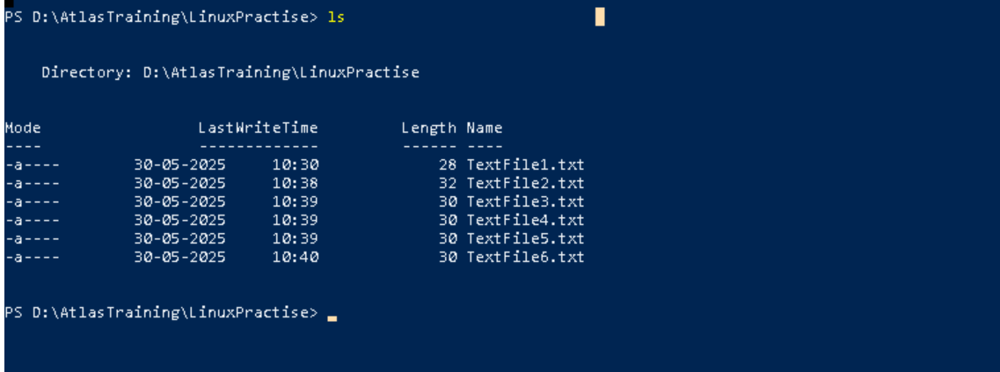 PS D:\AtlasTraining\LinuxPractise> ls
Directory: D:\AtlasTraining\LinuxPractise
Mode LastWriteTime Length Name
---- ------------- ------ ----
-a---- 30-05-2025 10:30 28 TextFile1.txt
-a---- 30-05-2025 10:38 32 TextFile2.txt
-a---- 30-05-2025 10:39 30 TextFile3.txt
-a---- 30-05-2025 10:39 30 TextFile4.txt
-a---- 30-05-2025 10:39 30 TextFile5.txt
-a---- 30-05-2025 10:40 30 TextFile6.txt
PS D:\AtlasTraining\LinuxPractise>